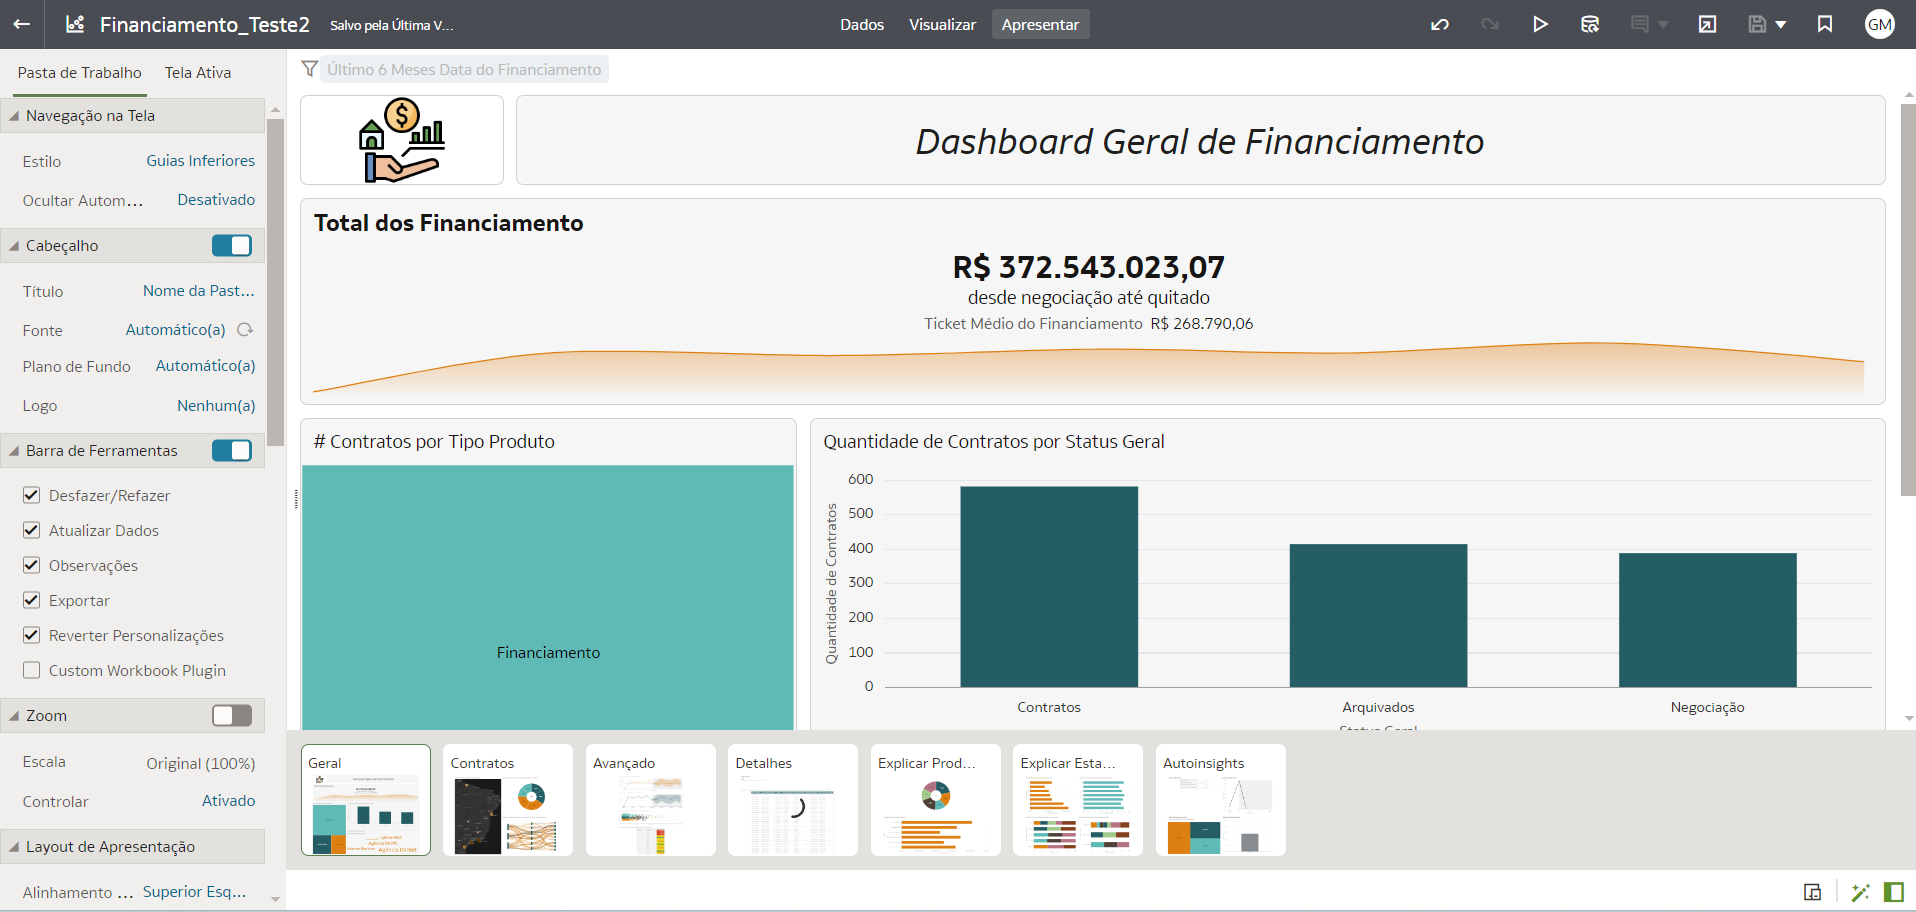 Financiamento_Teste2
Salvo pela Última V...
Dados
Visualizar
Apresentar
GM
Pasta de Trabalho
Tela Ativa
Navegação na Tela
Estilo
Guias Inferiores
Ocultar Autom...
Desativado
Cabeçalho
Título
Nome da Past...
Fonte
Automático(a)
Plano de Fundo
Automático(a)
Logo
Nenhum(a)
Barra de Ferramentas
Desfazer/Refazer
Atualizar Dados
Observações
Exportar
Reverter Personalizações
Custom Workbook Plugin
Zoom
Escala
Original (100%)
Controlar
Ativado
Layout de Apresentação
Alinhamento ...
Superior Esq...
Último 6 Meses Data do Financiamento
Dashboard Geral de Financiamento
Total dos Financiamento
R$ 372.543.023,07
desde negociação até quitado
Ticket Médio do Financiamento R$ 268.790,06
# Contratos por Tipo Produto
Financiamento
Quantidade de Contratos por Status Geral
Quantidade de Contratos
600
500
400
300
200
100
0
Contratos
Arquivados
Negociação
Status Geral
Geral
Contratos
Avançado
Detalhes
Explicar Prod...
Explicar Esta...
Autoinsights